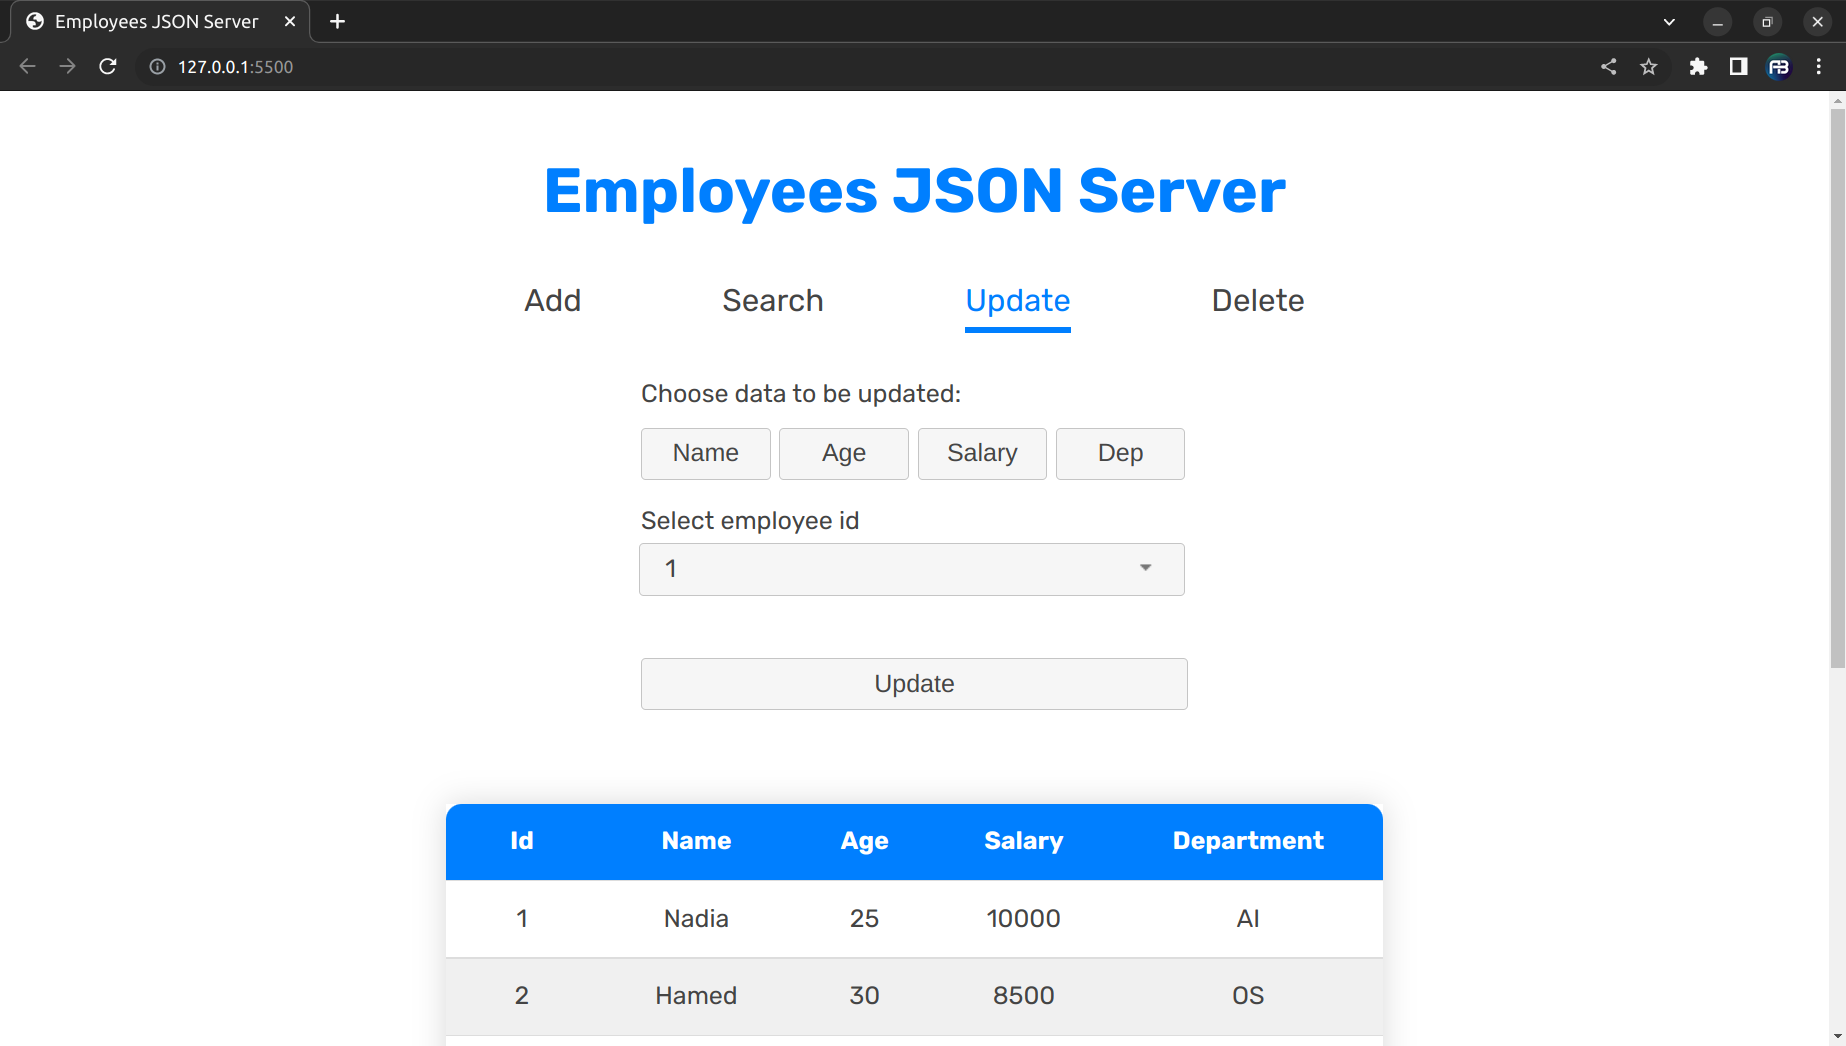 Employees JSON Server
127.0.0.1:5500
AB
Employees JSON Server
Add Search Update Delete
Choose data to be updated:
Name Age Salary Dep
Select employee id
1
Update
Id Name Age Salary Department
1 Nadia 25 10000 AI
2 Hamed 30 8500 OS